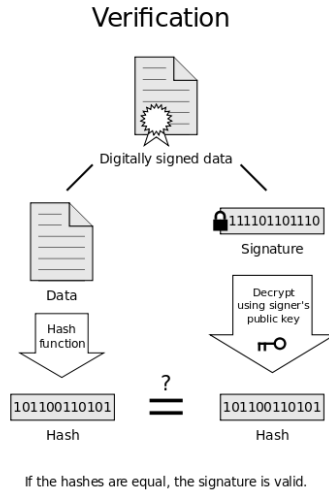 Verification
Digitally signed data
111101101110
Signature
Data
Decrypt
using signer's
public key
Hash
function
?
101100110101
101100110101
Hash
Hash
If the hashes are equal, the signature is valid.